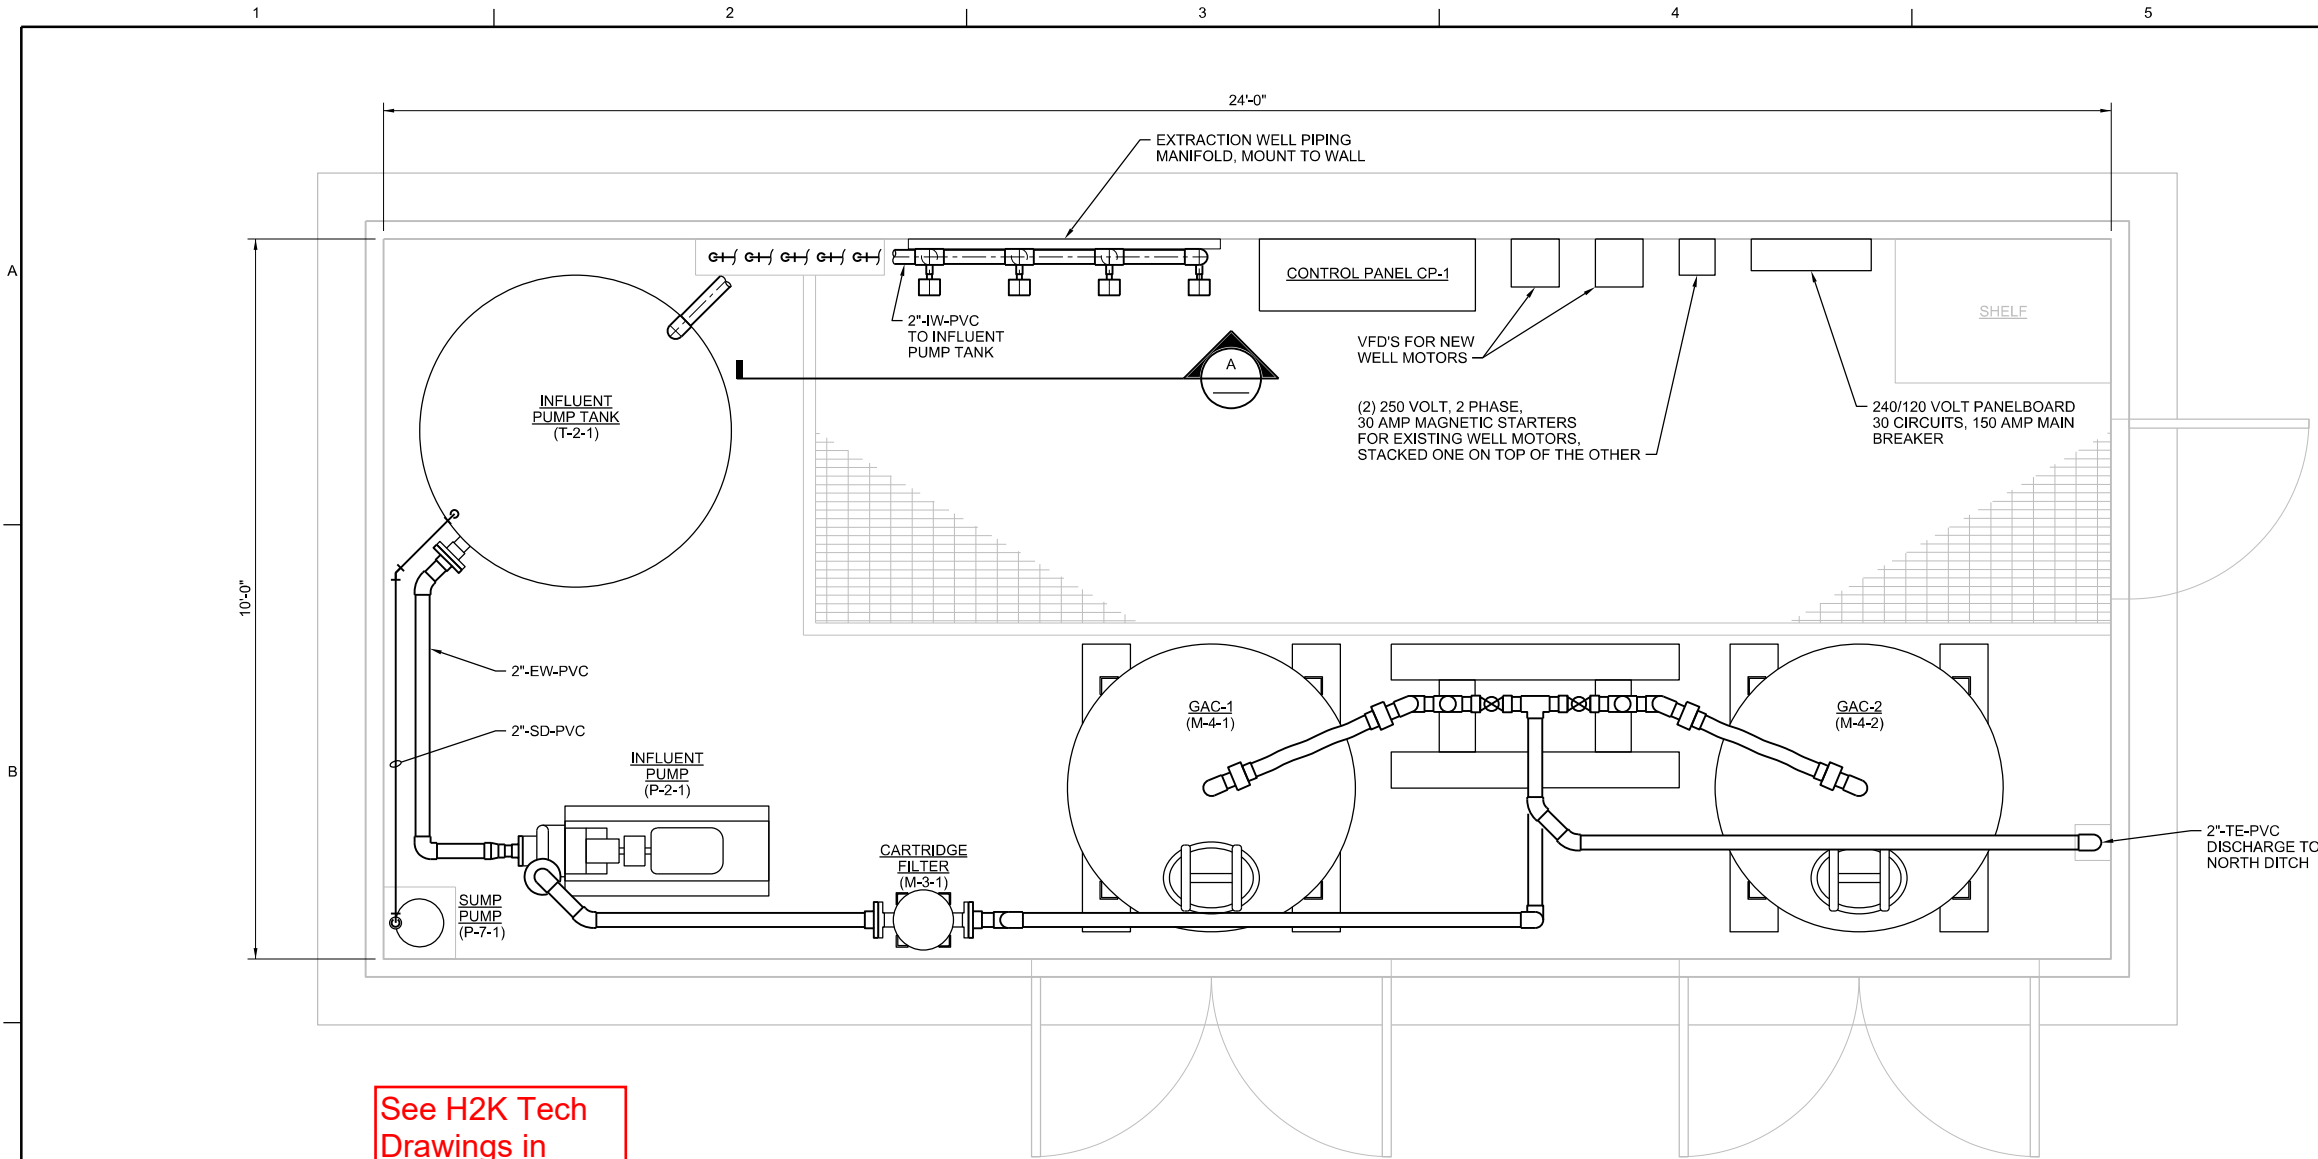 1
2
3
4
5
24'-0"
EXTRACTION WELL PIPING
MANIFOLD, MOUNT TO WALL
A
CONTROL PANEL CP-1
2"-IW-PVC
TO INFLUENT
PUMP TANK
SHELF
VFD'S FOR NEW
WELL MOTORS
A
INFLUENT
PUMP TANK
(T-2-1)
(2) 250 VOLT, 2 PHASE,
30 AMP MAGNETIC STARTERS
FOR EXISTING WELL MOTORS,
STACKED ONE ON TOP OF THE OTHER
240/120 VOLT PANELBOARD
30 CIRCUITS, 150 AMP MAIN
BREAKER
10'-0"
2"-EW-PVC
2"-SD-PVC
GAC-1
(M-4-1)
GAC-2
(M-4-2)
B
INFLUENT
PUMP
(P-2-1)
CARTRIDGE
FILTER
(M-3-1)
2"-TE-PVC
DISCHARGE TO
NORTH DITCH
SUMP
PUMP
(P-7-1)
See H2K Tech
Drawings in